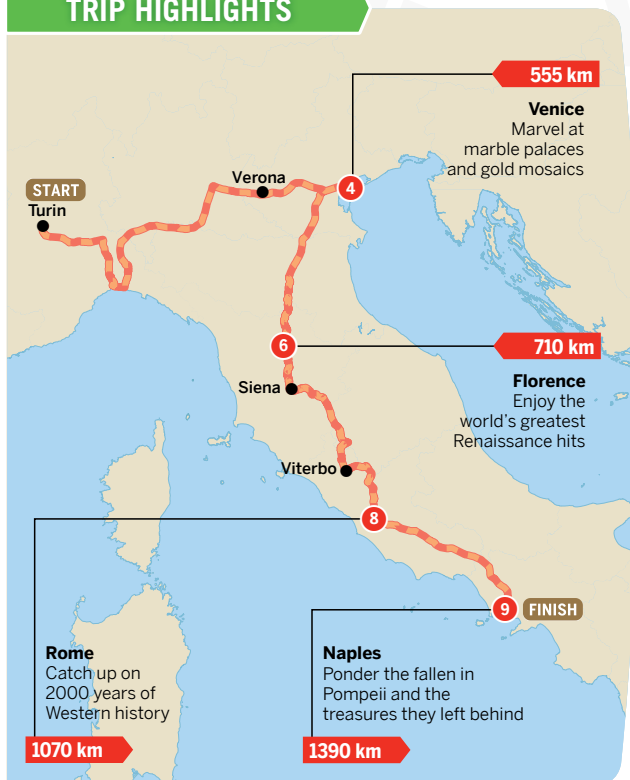 TRIP HIGHLIGHTS
555 km
Venice
Marvel at
marble palaces
and gold mosaics
4
Verona
START
Turin
6
710 km
Florence
Enjoy the
world's greatest
Renaissance hits
Siena
Viterbo
8
9
FINISH
Rome
Catch up on
2000 years of
Western history
1070 km
Naples
Ponder the fallen in
Pompeii and the
treasures they left behind
1390 km